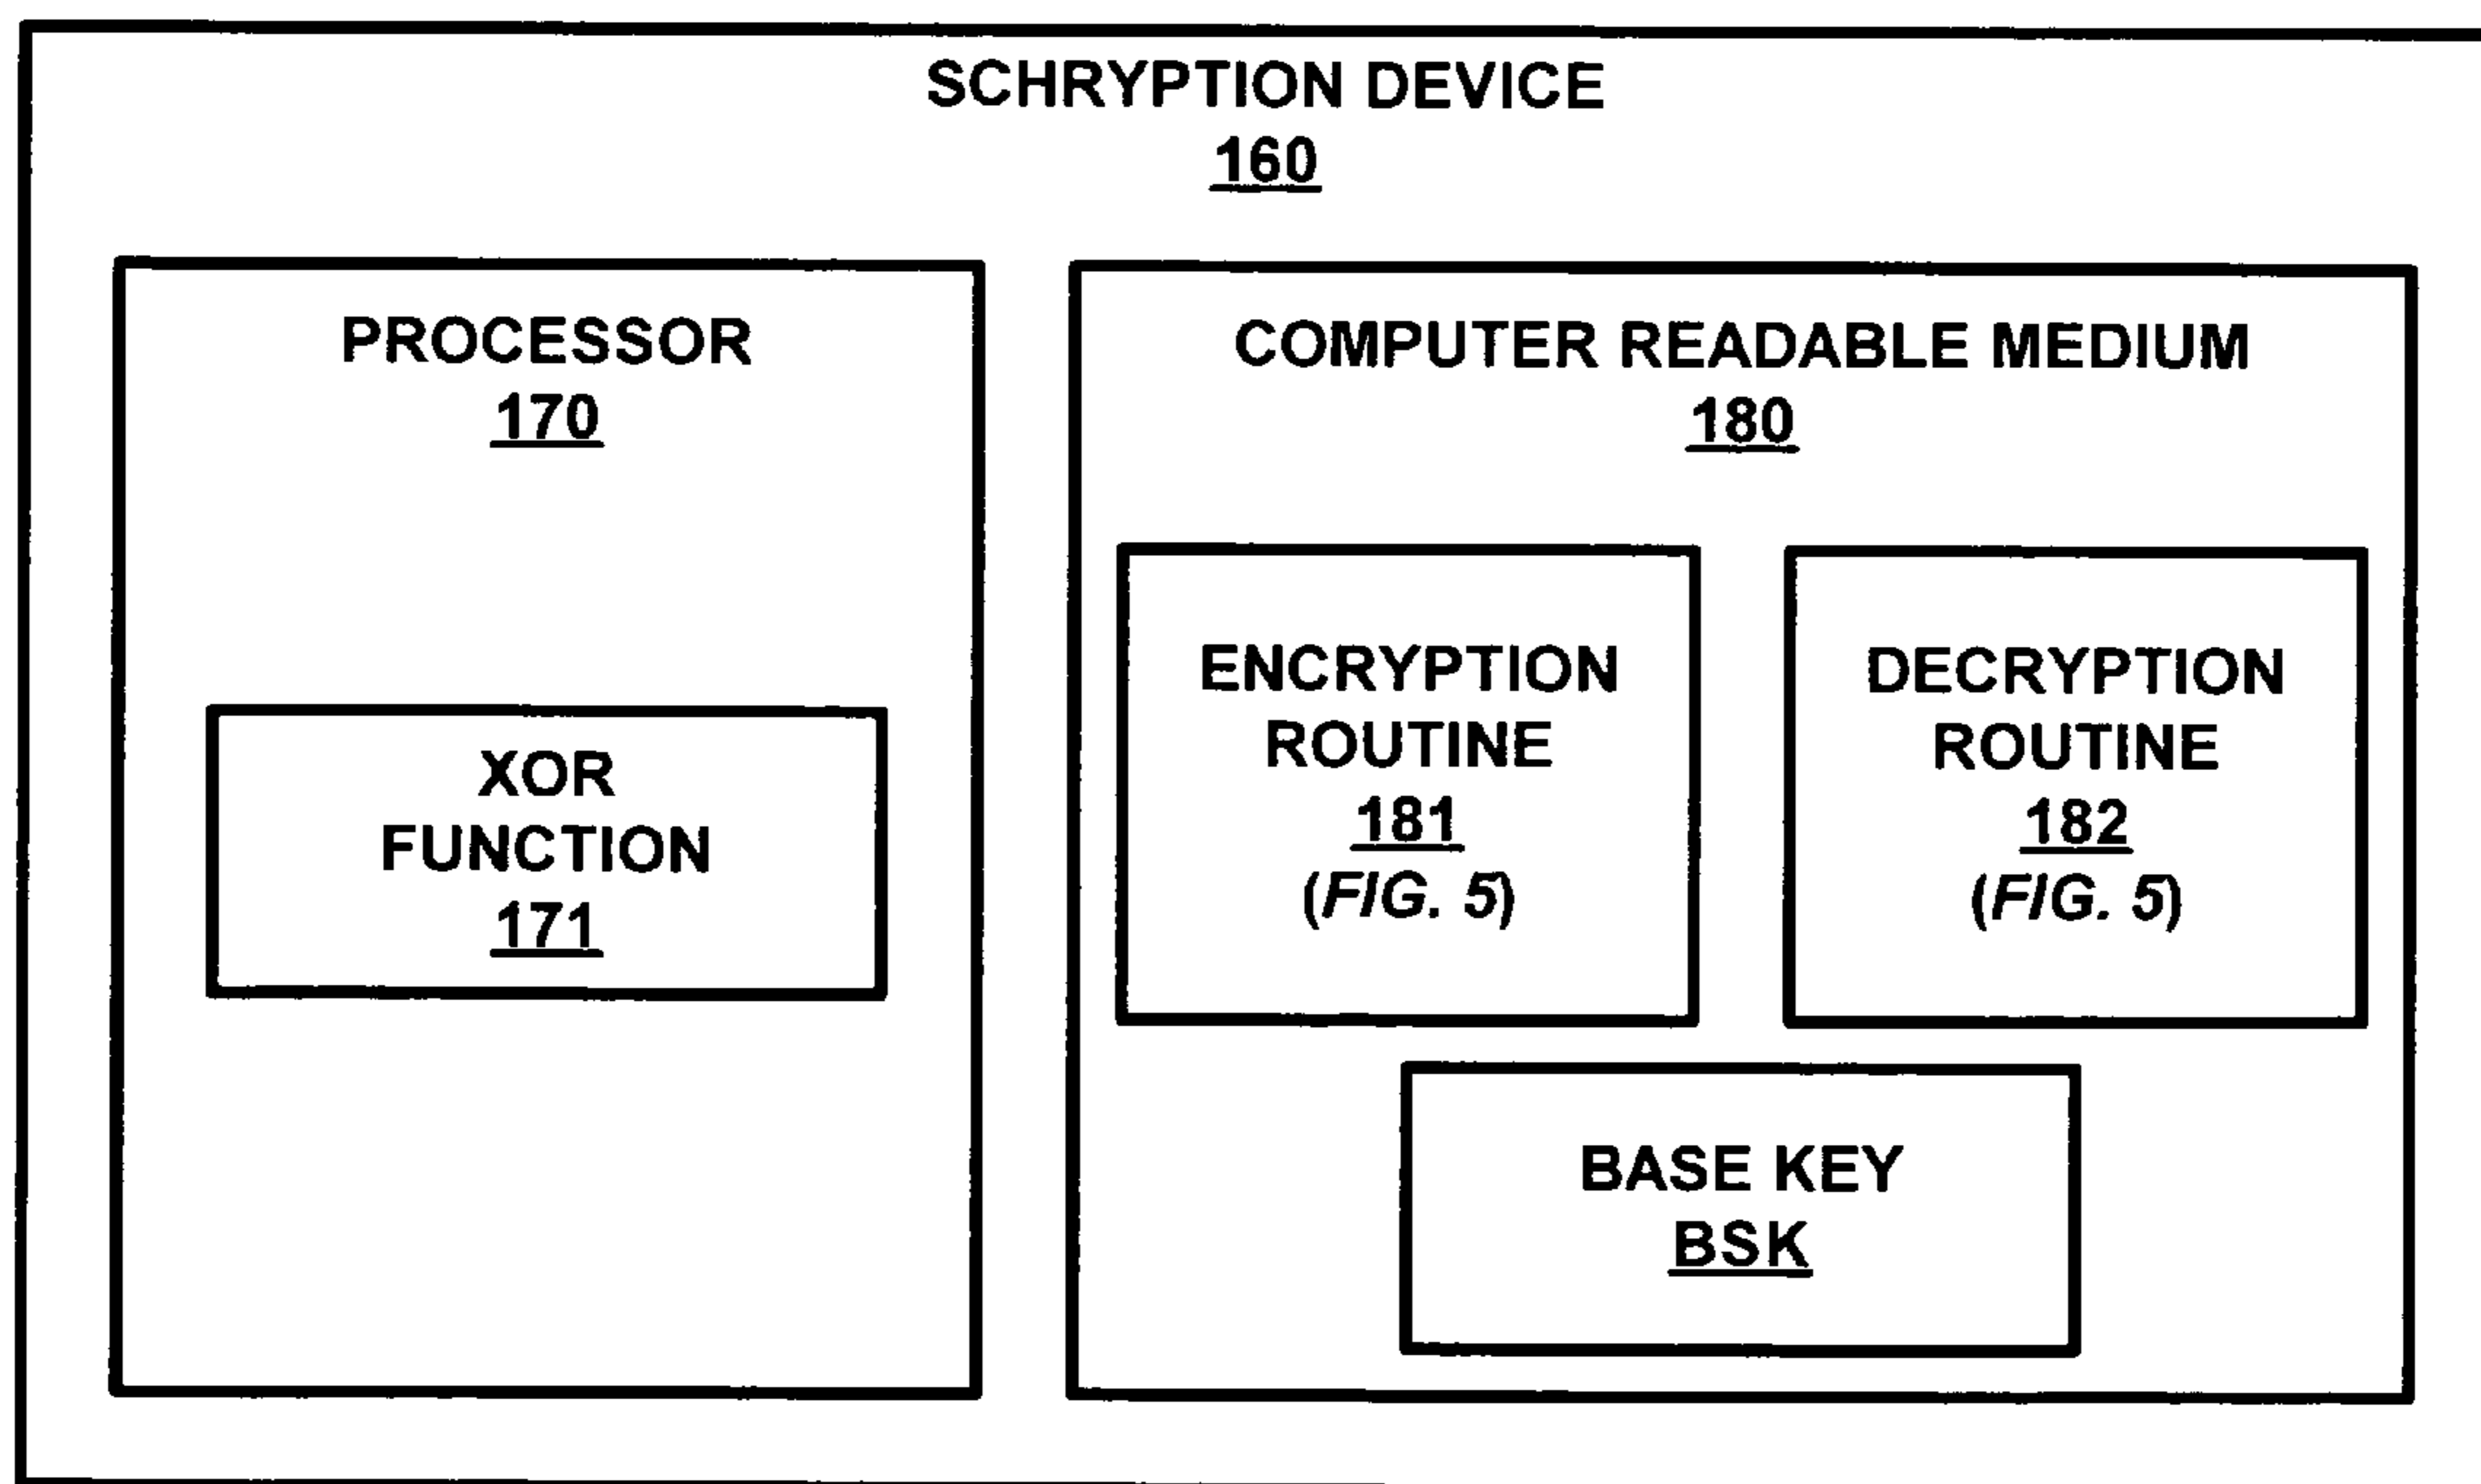 SCHRYPTION DEVICE
160
PROCESSOR
170
XOR
FUNCTION
171
COMPUTER READABLE MEDIUM
180
ENCRYPTION
ROUTINE
181
(FIG. 5)
DECRYPTION
ROUTINE
182
(FIG. 5)
BASE KEY
BSK